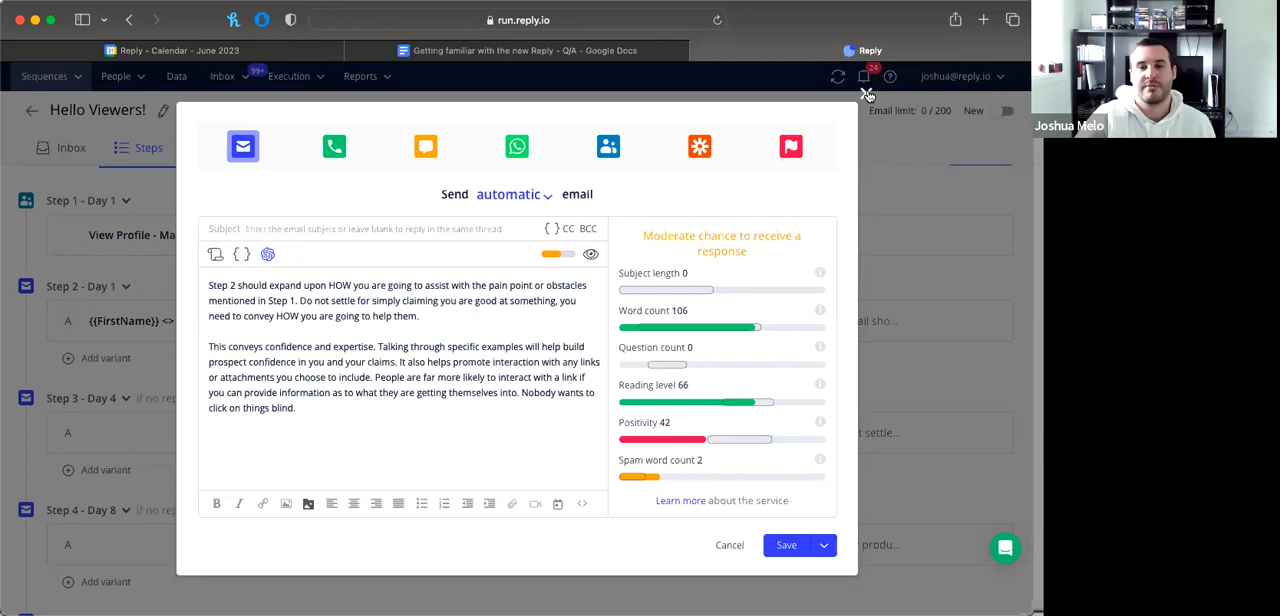 run.reply.io
Reply - Calendar - June 2023
Getting familiar with the new Reply - Q/A - Google Docs
Reply
Sequences
People
Data
Inbox
99+
Execution
Reports
24
joshua@reply.io
Hello Viewers!
Email limit: 0 / 200
New
Inbox
Steps
Step 1 - Day 1
View Profile - Ma
Step 2 - Day 1
A
{{FirstName}} <>
ail sho...
Add variant
Step 3 - Day 4
if no rep
A
t settle...
Add variant
Step 4 - Day 8
if no rep
A
y produ...
Add variant
Send automatic email
Subject Enter the email subject or leave blank to reply in the same thread
{ } CC BCC
{ }
Step 2 should expand upon HOW you are going to assist with the pain point or obstacles
mentioned in Step 1. Do not settle for simply claiming you are good at something, you
need to convey HOW you are going to help them.
This conveys confidence and expertise. Talking through specific examples will help build
prospect confidence in you and your claims. It also helps promote interaction with any links
or attachments you choose to include. People are far more likely to interact with a link if
you can provide information as to what they are getting themselves into. Nobody wants to
click on things blind.
B I
Moderate chance to receive a
response
Subject length 0
Word count 106
Question count 0
Reading level 66
Positivity 42
Spam word count 2
Learn more about the service
Cancel
Save
Joshua Melo